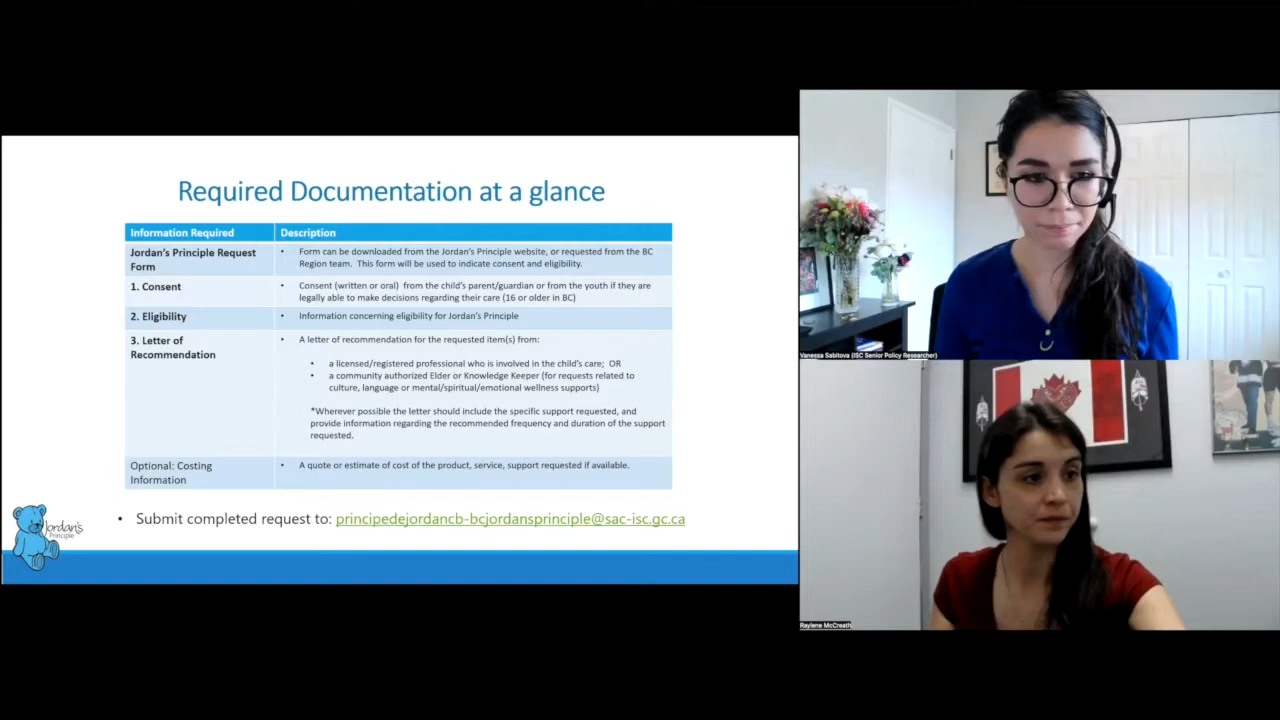 Required Documentation at a glance
Information Required
Description
Jordan's Principle Request
Form
• Form can be downloaded from the Jordan's Principle website, or requested from the BC
Region team. This form will be used to indicate consent and eligibility.
1. Consent
• Consent (written or oral) from the child's parent/guardian or from the youth if they are
legally able to make decisions regarding their care (16 or older in BC)
2. Eligibility
• Information concerning eligibility for Jordan's Principle
3. Letter of
Recommendation
• A letter of recommendation for the requested item(s) from:
• a licensed/registered professional who is involved in the child's care; OR
• a community authorized Elder or Knowledge Keeper (for requests related to
culture, language or mental/spiritual/emotional wellness supports)
*Wherever possible the letter should include the specific support requested, and
provide information regarding the recommended frequency and duration of the support
requested.
Optional: Costing
Information
• A quote or estimate of cost of the product, service, support requested if available.
• Submit completed request to: principedejordancb-bcjordansprinciple@sac-isc.gc.ca
Jordan's
Principle
Vanessa Sabitova (ISC Senior Policy Researcher)
Raylene McCreath